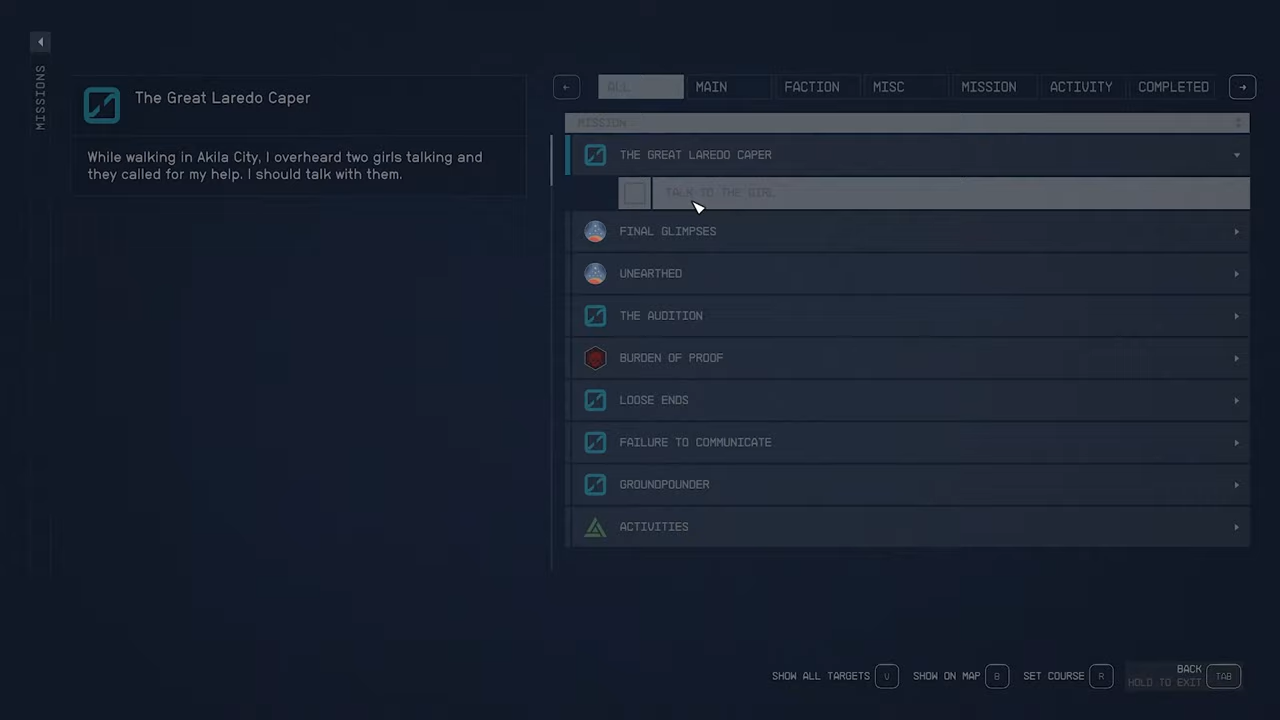 MISSIONS
The Great Laredo Caper
While walking in Akila City, I overheard two girls talking and
they called for my help. I should talk with them.
ALL
MAIN
FACTION
MISC
MISSION
ACTIVITY
COMPLETED
MISSION
THE GREAT LAREDO CAPER
TALK TO THE GIRL
FINAL GLIMPSES
UNEARTHED
THE AUDITION
BURDEN OF PROOF
LOOSE ENDS
FAILURE TO COMMUNICATE
GROUNDPOUNDER
ACTIVITIES
SHOW ALL TARGETS V
SHOW ON MAP B
SET COURSE R
BACK
HOLD TO EXIT TAB